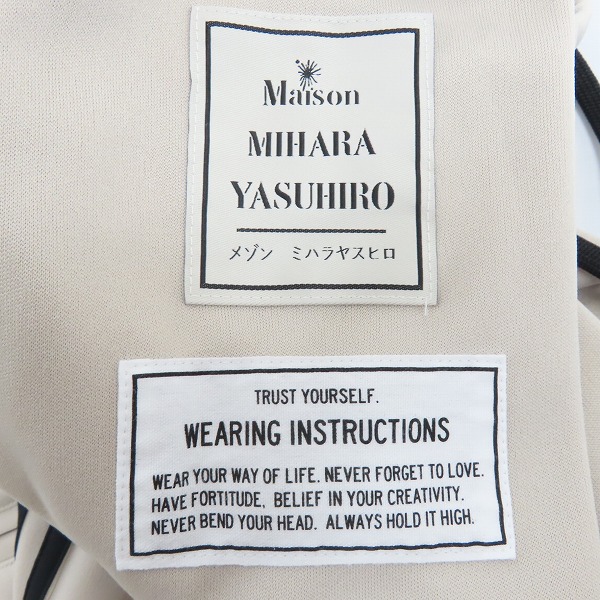 Maison
MIHARA
YASUHIRO
メゾン ミハラヤスヒロ
TRUST YOURSELF.
WEARING INSTRUCTIONS
WEAR YOUR WAY OF LIFE. NEVER FORGET TO LOVE.
HAVE FORTITUDE, BELIEF IN YOUR CREATIVITY.
NEVER BEND YOUR HEAD. ALWAYS HOLD IT HIGH.